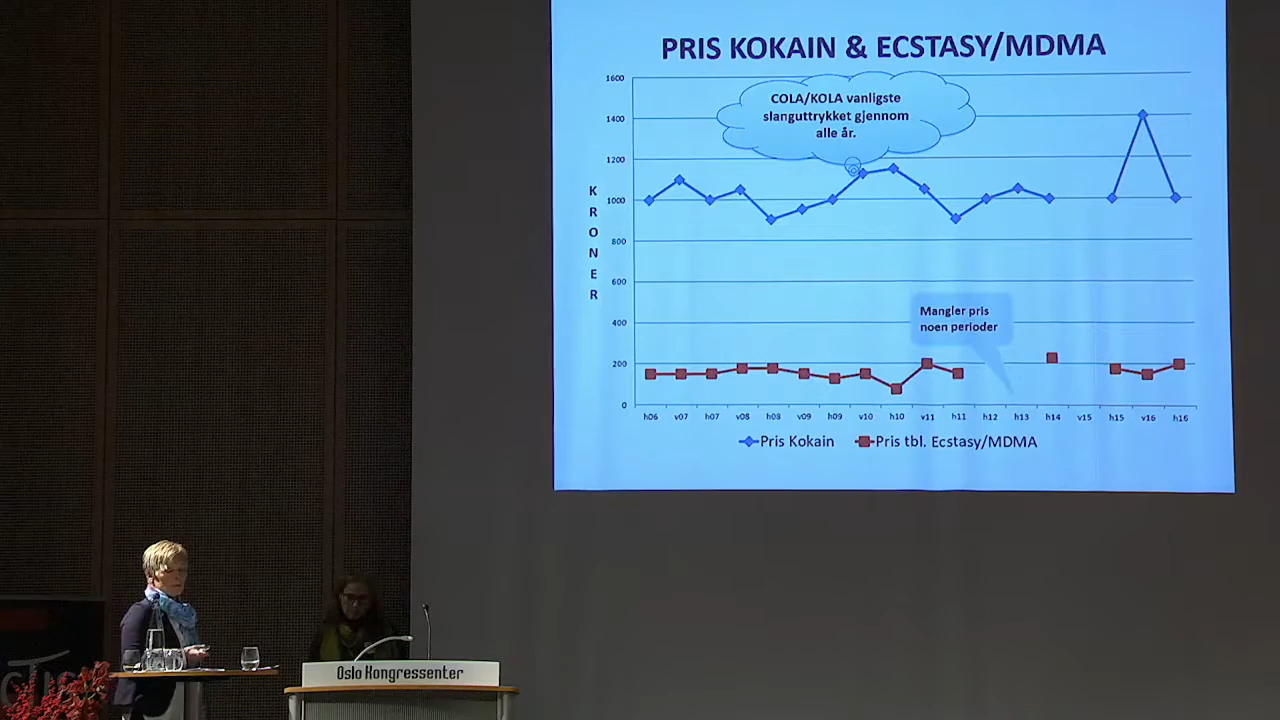 PRIS KOKAIN & ECSTASY/MDMA
COLA/KOLA vanligste
slanguttrykket gjennom
alle år.
1600
1400
1200
1000
800
600
400
200
0
K
R
O
N
E
R
Mangler pris
noen perioder
h06 v07 h07 v08 h08 v09 h09 v10 h10 v11 h11 h12 h13 h14 v15 h15 v16 h16
Pris Kokain Pris tbl. Ecstasy/MDMA
Oslo Kongressenter